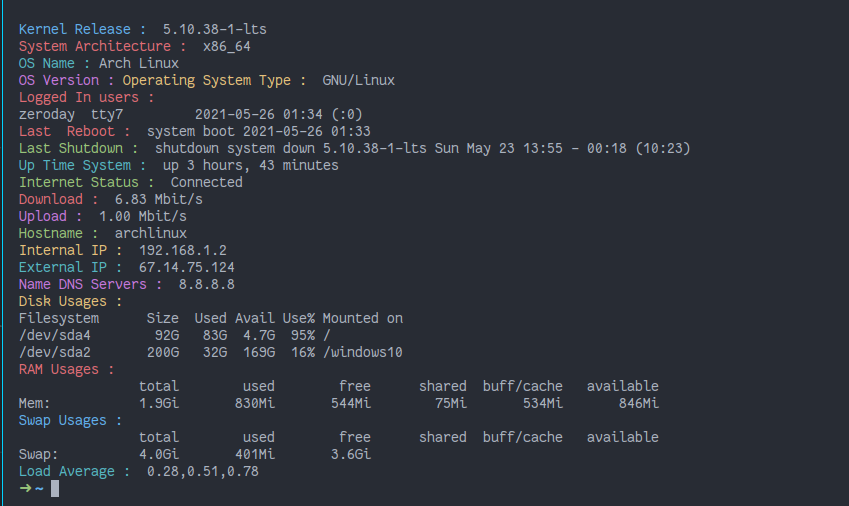 Kernel Release :  5.10.38-1-lts
System Architecture :  x86_64
OS Name : Arch Linux
OS Version : Operating System Type :  GNU/Linux
Logged In users :
zeroday  tty7         2021-05-26 01:34 (:0)
Last  Reboot :  system boot 2021-05-26 01:33
Last Shutdown :  shutdown system down 5.10.38-1-lts Sun May 23 13:55 - 00:18 (10:23)
Up Time System :  up 3 hours, 43 minutes
Internet Status :  Connected
Download :  6.83 Mbit/s
Upload :  1.00 Mbit/s
Hostname :  archlinux
Internal IP :  192.168.1.2
External IP :  67.14.75.124
Name DNS Servers :  8.8.8.8
Disk Usages :
Filesystem      Size  Used Avail Use% Mounted on
/dev/sda4        92G   83G  4.7G  95% /
/dev/sda2       200G   32G  169G  16% /windows10
RAM Usages :
               total        used        free      shared  buff/cache   available
Mem:           1.9Gi       830Mi       544Mi        75Mi       534Mi       846Mi
Swap Usages :
               total        used        free      shared  buff/cache   available
Swap:          4.0Gi       401Mi       3.6Gi
Load Average :  0.28,0.51,0.78
➜ ~